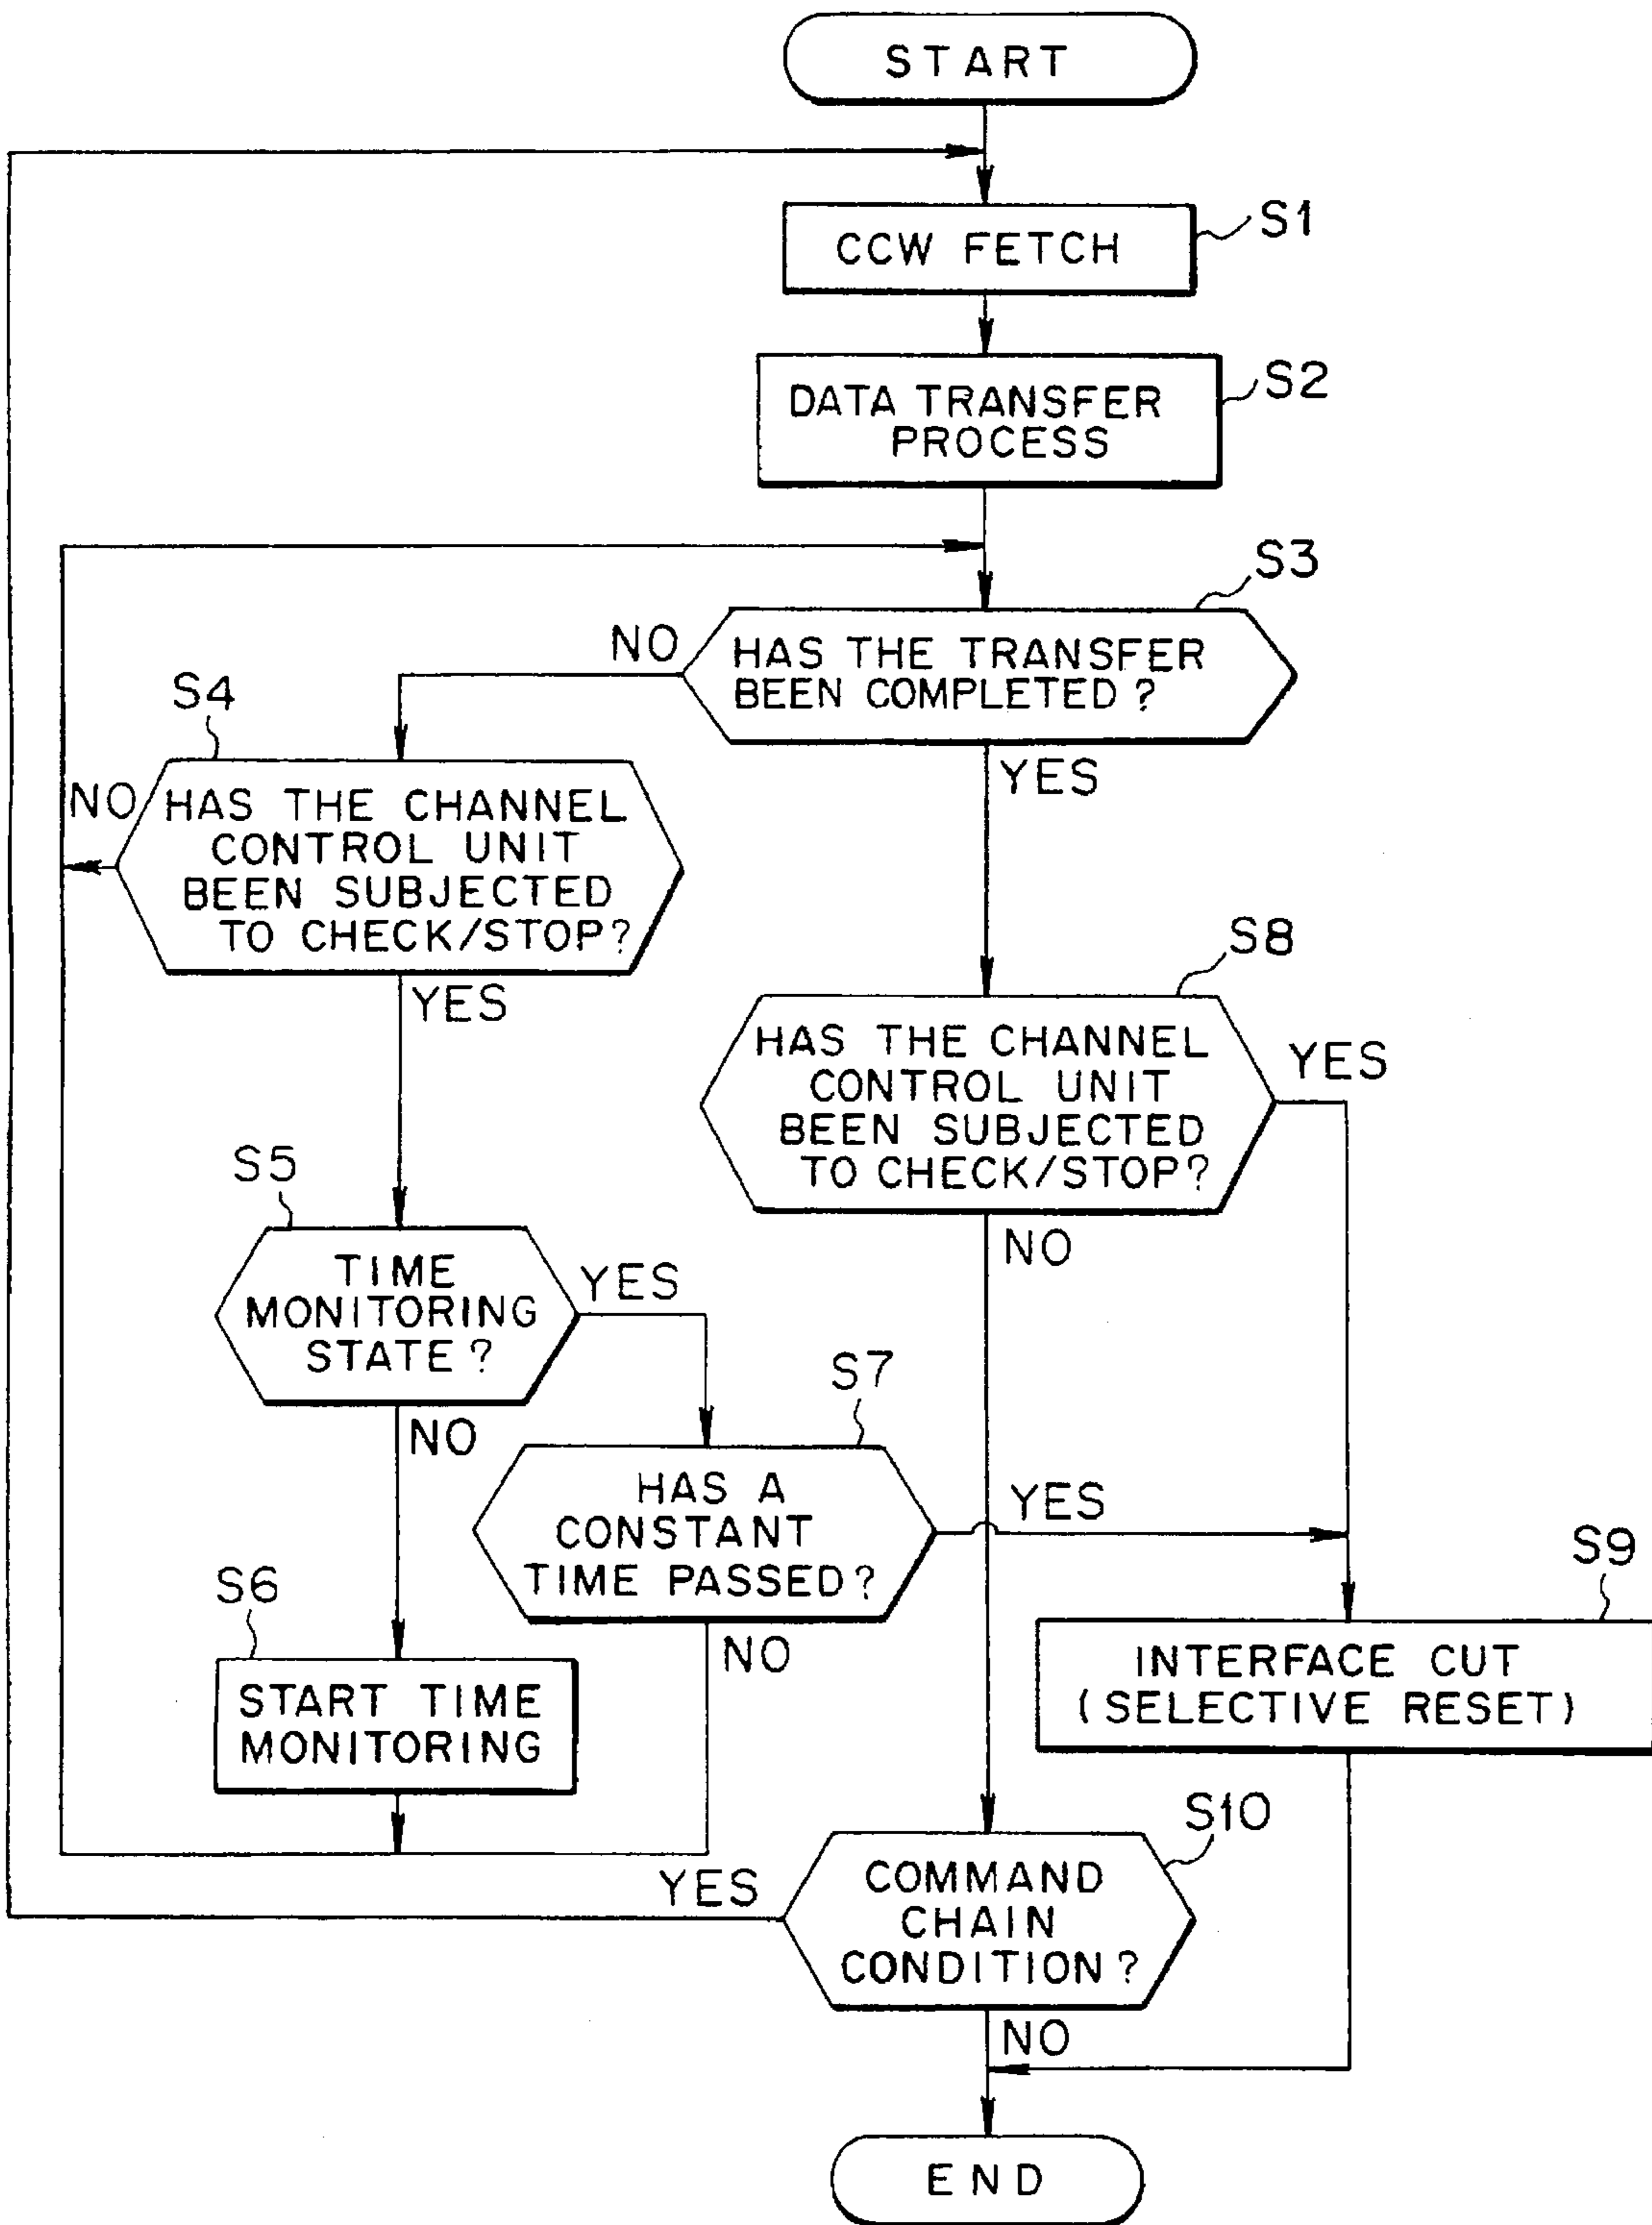 START
S1
CCW FETCH
S2
DATA TRANSFER
PROCESS
S3
NO
HAS THE TRANSFER
BEEN COMPLETED?
YES
S4
NO
HAS THE CHANNEL
CONTROL UNIT
BEEN SUBJECTED
TO CHECK/STOP?
YES
S8
HAS THE CHANNEL
CONTROL UNIT
BEEN SUBJECTED
TO CHECK/STOP?
YES
NO
S5
TIME
MONITORING
STATE?
YES
NO
S7
HAS A
CONSTANT
TIME PASSED?
YES
NO
S6
START TIME
MONITORING
S9
INTERFACE CUT
(SELECTIVE RESET)
S10
COMMAND
CHAIN
CONDITION?
YES
NO
END